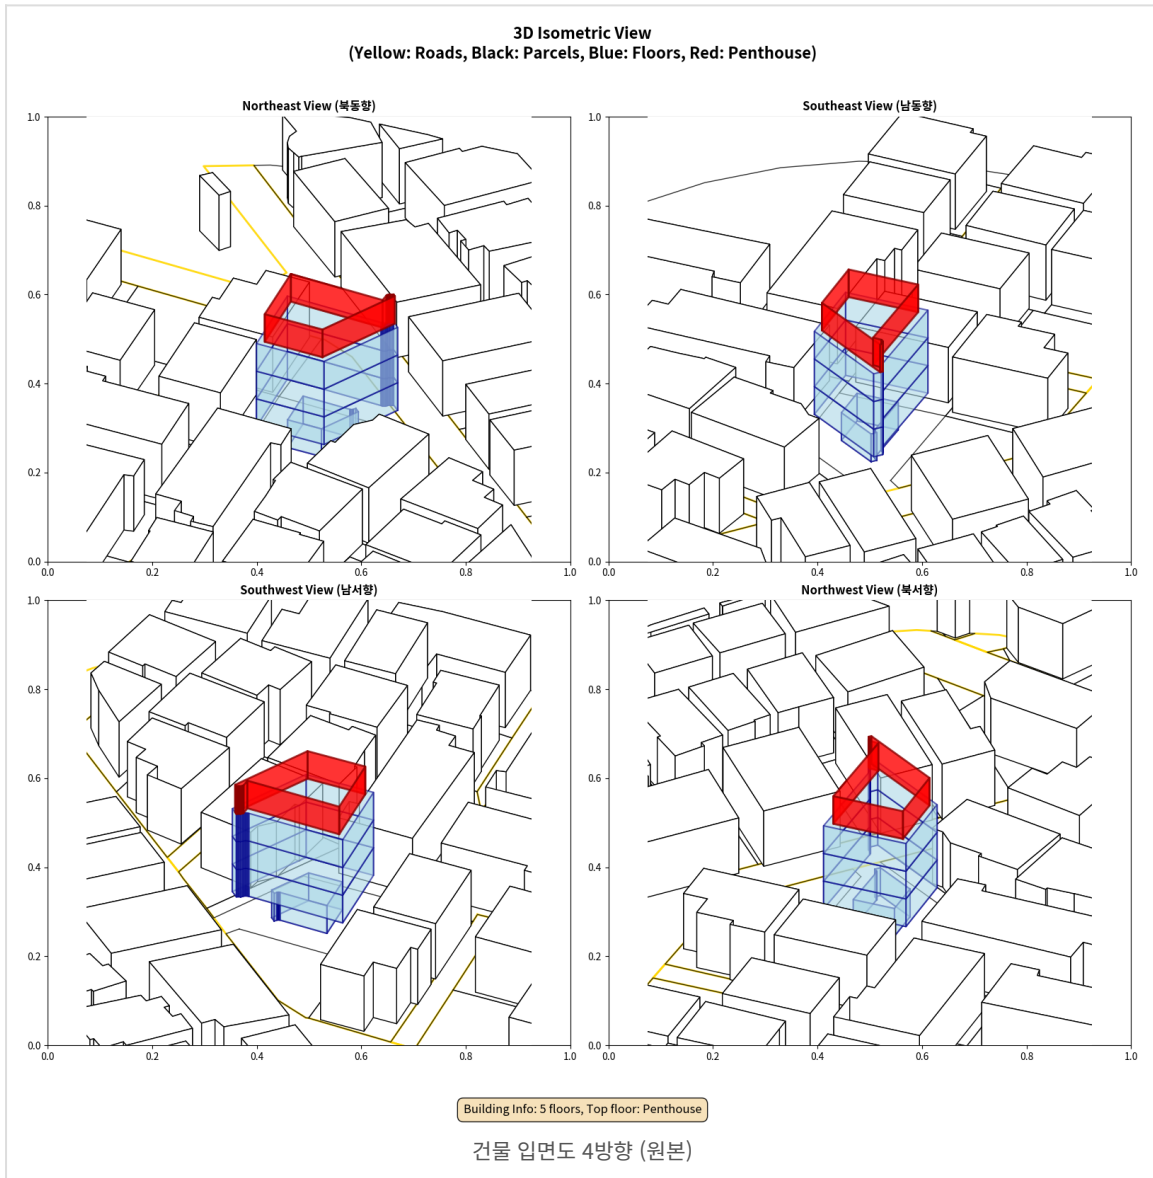 3D Isometric View
(Yellow: Roads, Black: Parcels, Blue: Floors, Red: Penthouse)
Northeast View (북동향)
1.0
0.8
0.6
0.4
0.2
0.0
0.0 0.2 0.4 0.6 0.8 1.0
Southeast View (남동향)
1.0
0.8
0.6
0.4
0.2
0.0
0.0 0.2 0.4 0.6 0.8 1.0
Southwest View (남서향)
1.0
0.8
0.6
0.4
0.2
0.0
0.0 0.2 0.4 0.6 0.8 1.0
Northwest View (북서향)
1.0
0.8
0.6
0.4
0.2
0.0
0.0 0.2 0.4 0.6 0.8 1.0
Building Info: 5 floors, Top floor: Penthouse
건물 입면도 4방향 (원본)